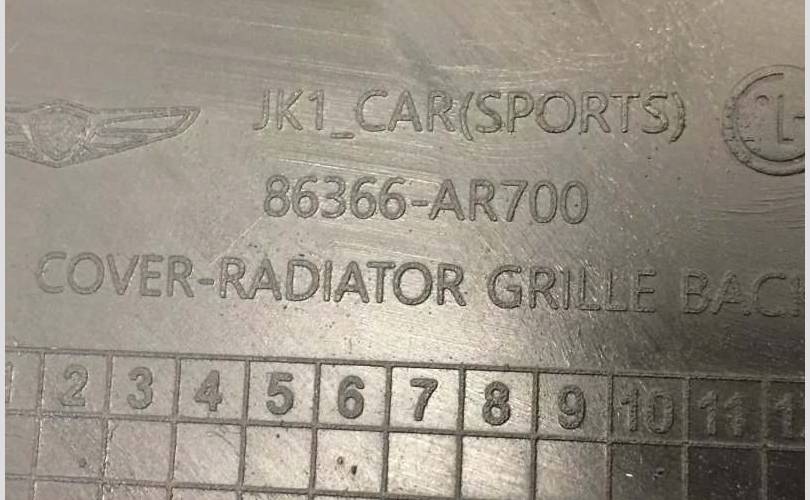 JK1_CAR(SPORTS)
86366-AR700
COVER-RADIATOR GRILLE
2 3 4 5 6 7 8 9 10 11